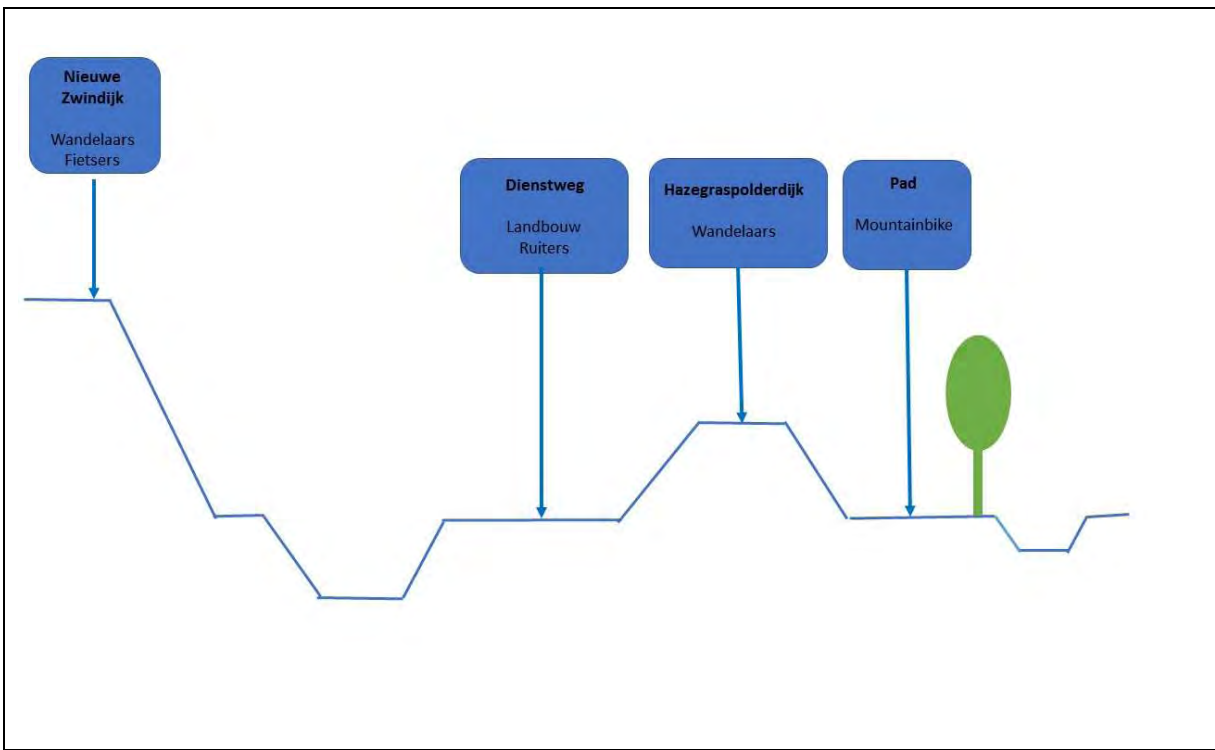 Nieuwe
Zwindijk
Wandelaars
Fietsers
Dienstweg
Landbouw
Ruiters
Hazegraspolderdijk
Wandelaars
Pad
Mountainbike